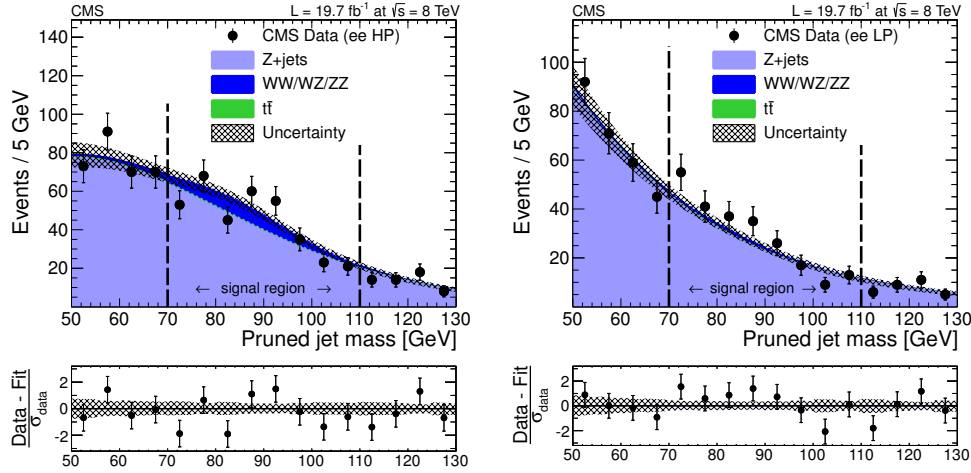 CMS L = 19.7 fb⁻¹ at √s = 8 TeV
Events / 5 GeV
140
120
100
80
60
40
20
CMS Data (ee HP)
Z+jets
WW/WZ/ZZ
tt̄
Uncertainty
← signal region →
50 60 70 80 90 100 110 120 130
Pruned jet mass [GeV]
Data - Fit
σdata
2
0
-2
50 60 70 80 90 100 110 120 130
CMS L = 19.7 fb⁻¹ at √s = 8 TeV
Events / 5 GeV
100
80
60
40
20
CMS Data (ee LP)
Z+jets
WW/WZ/ZZ
tt̄
Uncertainty
← signal region →
50 60 70 80 90 100 110 120 130
Pruned jet mass [GeV]
Data - Fit
σdata
2
0
-2
50 60 70 80 90 100 110 120 130